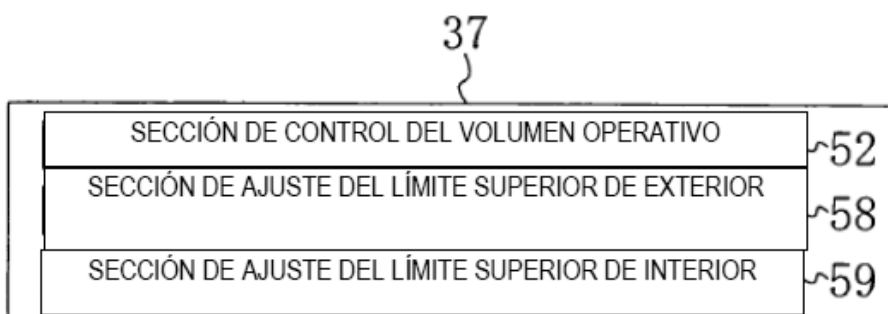 37
SECCIÓN DE CONTROL DEL VOLUMEN OPERATIVO
52
SECCIÓN DE AJUSTE DEL LÍMITE SUPERIOR DE EXTERIOR
58
SECCIÓN DE AJUSTE DEL LÍMITE SUPERIOR DE INTERIOR
59